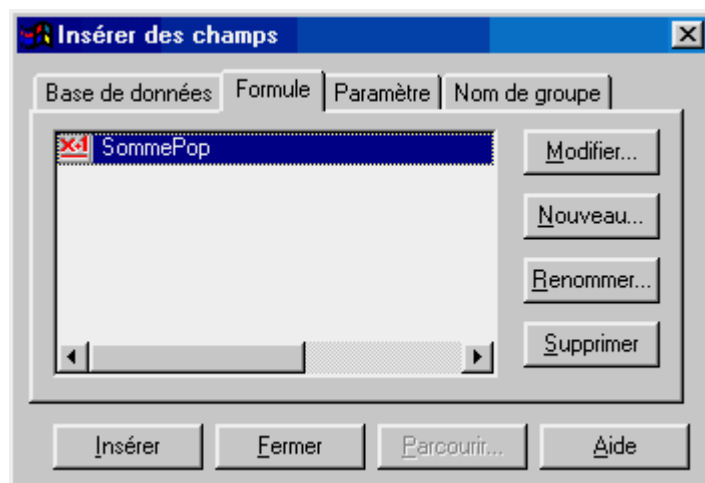 Insérer des champs
Base de données Formule Paramètre Nom de groupe
X+1 SommePop
Modifier...
Nouveau...
Renommer...
Supprimer
Insérer Fermer Parcourir... Aide